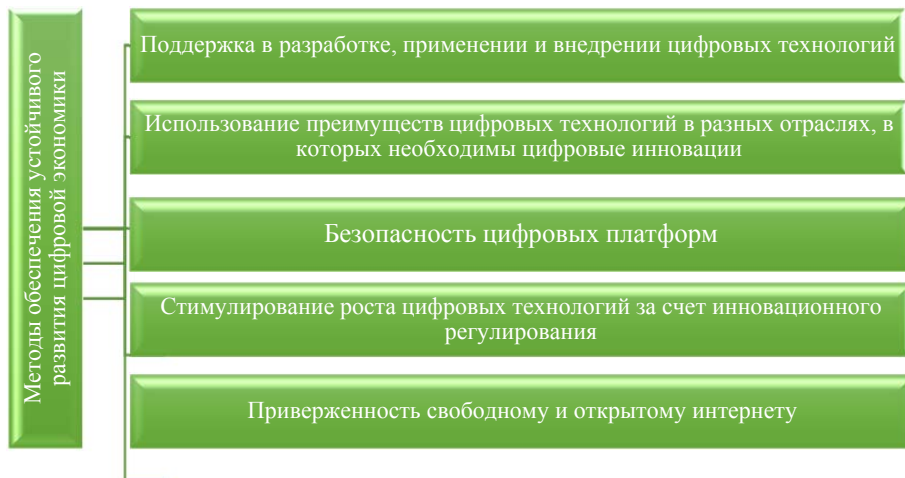 Методы обеспечения устойчивого
развития цифровой экономики
Поддержка в разработке, применении и внедрении цифровых технологий
Использование преимуществ цифровых технологий в разных отраслях, в
которых необходимы цифровые инновации
Безопасность цифровых платформ
Стимулирование роста цифровых технологий за счет инновационного
регулирования
Приверженность свободному и открытому интернету